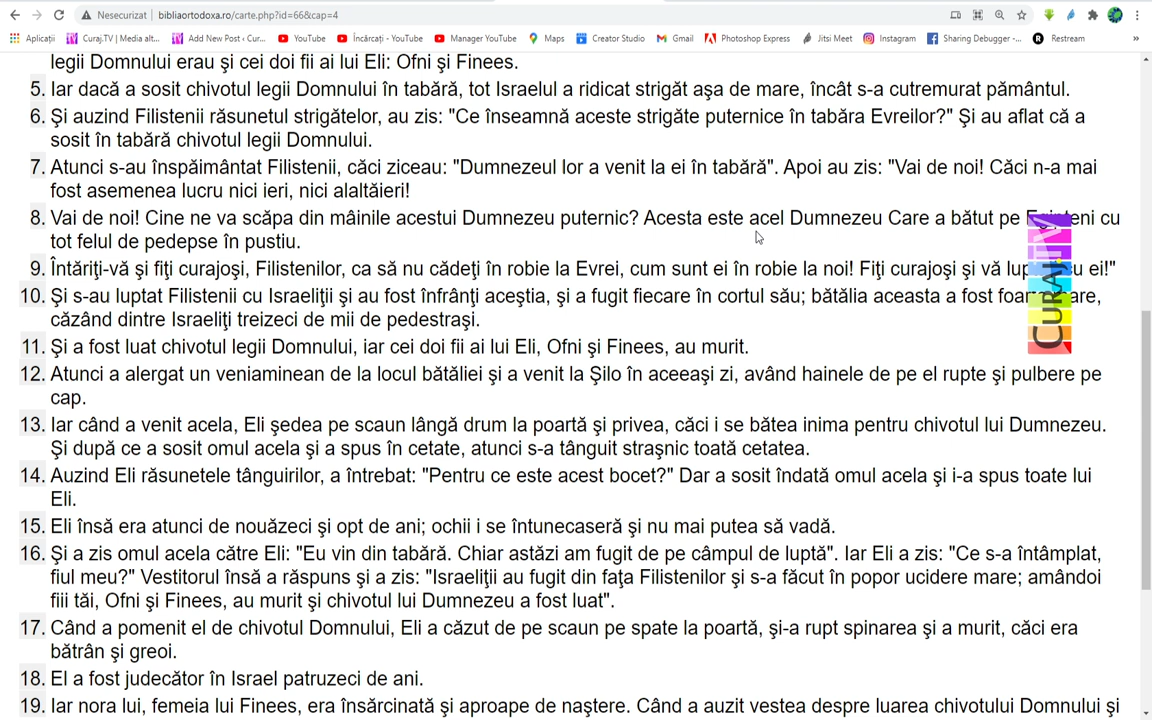 Nesecurizat | bibliaortodoxa.ro/carte.php?id=66&cap=4
Aplicații Curaj.TV | Media alt... Add New Post ‹ Cur... YouTube Încărcați - YouTube Manager YouTube Maps Creator Studio Gmail Photoshop Express Jitsi Meet Instagram Sharing Debugger -... Restream »
legii Domnului erau şi cei doi fii ai lui Eli: Ofni şi Finees.
5. Iar dacă a sosit chivotul legii Domnului în tabără, tot Israelul a ridicat strigăt aşa de mare, încât s-a cutremurat pământul.
6. Şi auzind Filistenii răsunetul strigătelor, au zis: "Ce înseamnă aceste strigăte puternice în tabăra Evreilor?" Şi au aflat că a
sosit în tabără chivotul legii Domnului.
7. Atunci s-au înspăimântat Filistenii, căci ziceau: "Dumnezeul lor a venit la ei în tabără". Apoi au zis: "Vai de noi! Căci n-a mai
fost asemenea lucru nici ieri, nici alaltăieri!
8. Vai de noi! Cine ne va scăpa din mâinile acestui Dumnezeu puternic? Acesta este acel Dumnezeu Care a bătut pe Egipteni cu
tot felul de pedepse în pustiu.
9. Întăriţi-vă şi fiţi curajoşi, Filistenilor, ca să nu cădeţi în robie la Evrei, cum sunt ei în robie la noi! Fiţi curajoşi şi vă luptaţi cu ei!"
10. Şi s-au luptat Filistenii cu Israeliţii şi au fost înfrânţi aceştia, şi a fugit fiecare în cortul său; bătălia aceasta a fost foarte mare,
căzând dintre Israeliţi treizeci de mii de pedestraşi.
11. Şi a fost luat chivotul legii Domnului, iar cei doi fii ai lui Eli, Ofni şi Finees, au murit.
12. Atunci a alergat un veniaminean de la locul bătăliei şi a venit la Şilo în aceeaşi zi, având hainele de pe el rupte şi pulbere pe
cap.
13. Iar când a venit acela, Eli şedea pe scaun lângă drum la poartă şi privea, căci i se bătea inima pentru chivotul lui Dumnezeu.
Şi după ce a sosit omul acela şi a spus în cetate, atunci s-a tânguit straşnic toată cetatea.
14. Auzind Eli răsunetele tânguirilor, a întrebat: "Pentru ce este acest bocet?" Dar a sosit îndată omul acela şi i-a spus toate lui
Eli.
15. Eli însă era atunci de nouăzeci şi opt de ani; ochii i se întunecaseră şi nu mai putea să vadă.
16. Şi a zis omul acela către Eli: "Eu vin din tabără. Chiar astăzi am fugit de pe câmpul de luptă". Iar Eli a zis: "Ce s-a întâmplat,
fiul meu?" Vestitorul însă a răspuns şi a zis: "Israeliţii au fugit din faţa Filistenilor şi s-a făcut în popor ucidere mare; amândoi
fiii tăi, Ofni şi Finees, au murit şi chivotul lui Dumnezeu a fost luat".
17. Când a pomenit el de chivotul Domnului, Eli a căzut de pe scaun pe spate la poartă, şi-a rupt spinarea şi a murit, căci era
bătrân şi greoi.
18. El a fost judecător în Israel patruzeci de ani.
19. Iar nora lui, femeia lui Finees, era însărcinată şi aproape de naştere. Când a auzit vestea despre luarea chivotului Domnului şi
CURAJ TV